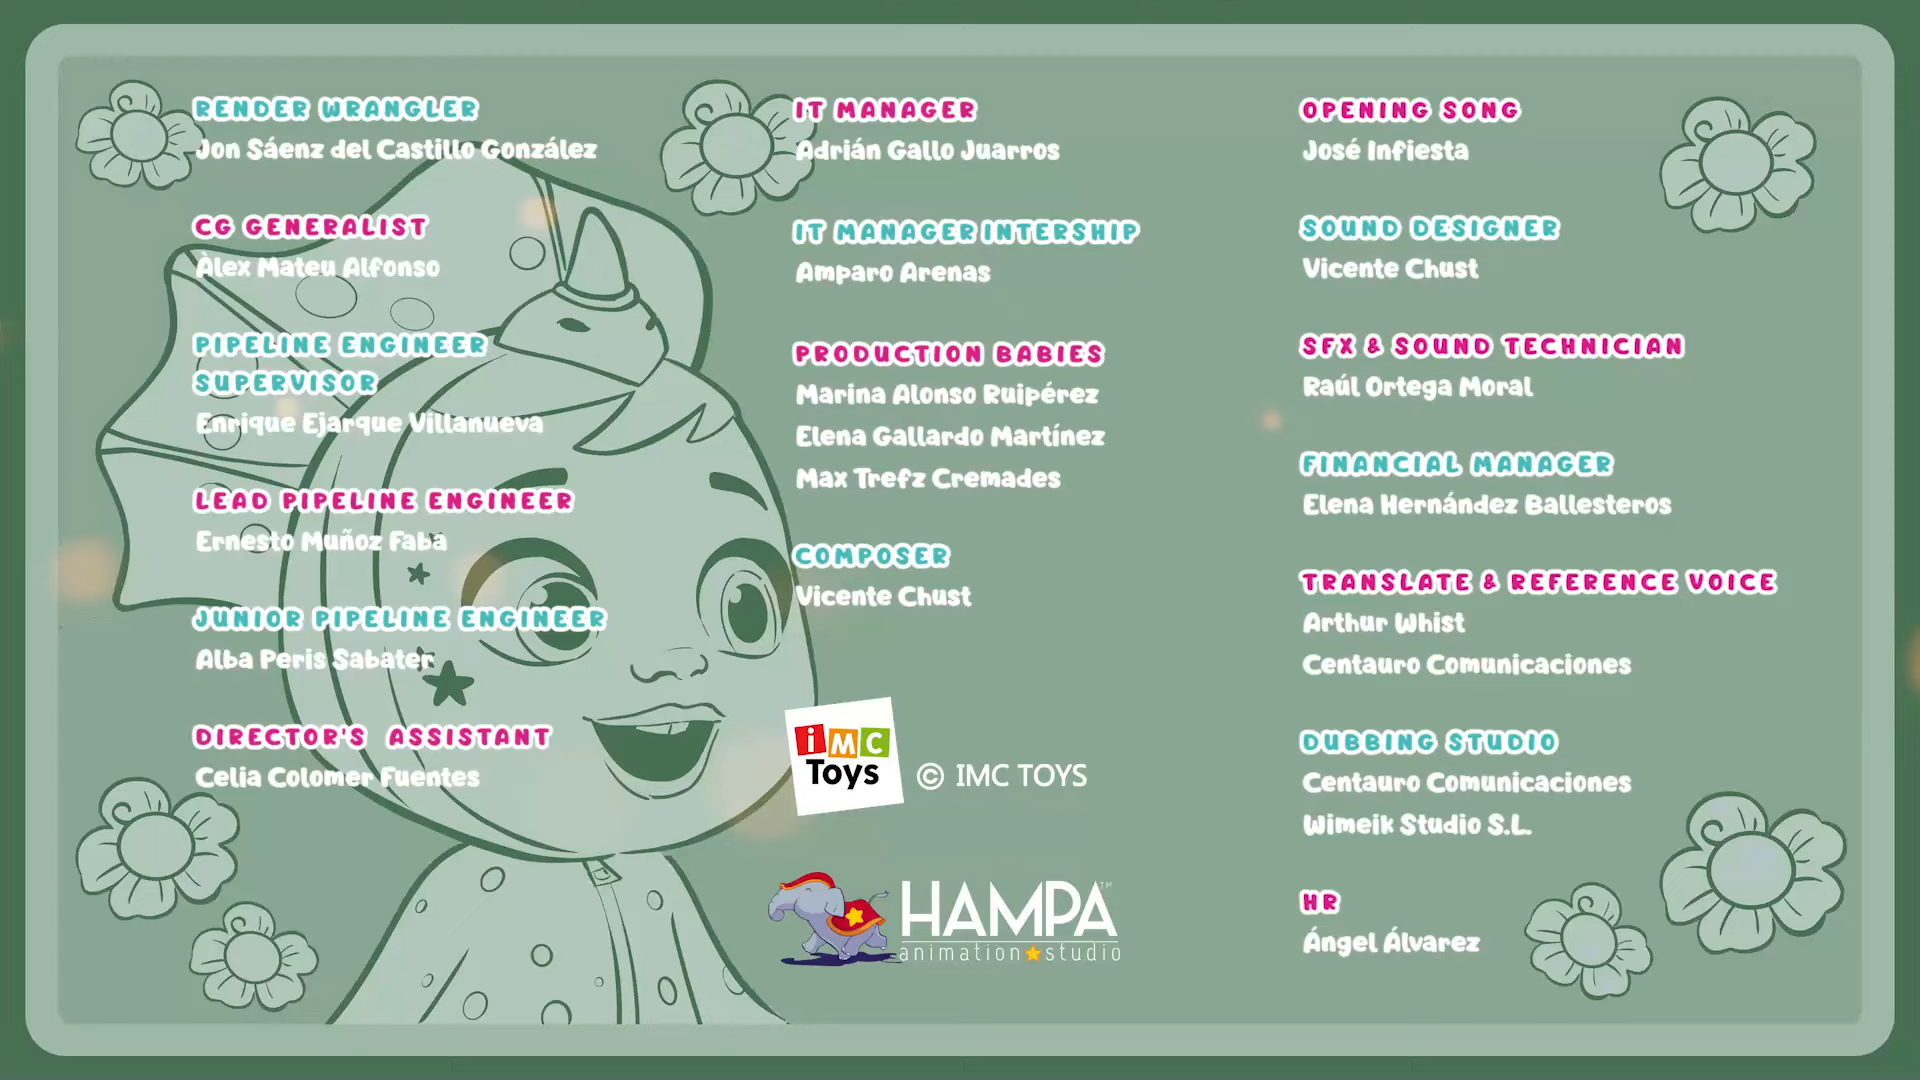 RENDER WRANGLER
Jon Sáenz del Castillo González
CG GENERALIST
Àlex Mateu Alfonso
PIPELINE ENGINEER
SUPERVISOR
Enrique Ejarque Villanueva
LEAD PIPELINE ENGINEER
Ernesto Muñoz Faba
JUNIOR PIPELINE ENGINEER
Alba Peris Sabater
DIRECTOR'S ASSISTANT
Celia Colomer Fuentes
IT MANAGER
Adrián Gallo Juarros
IT MANAGER INTERSHIP
Amparo Arenas
PRODUCTION BABIES
Marina Alonso Ruipérez
Elena Gallardo Martínez
Max Trefz Cremades
COMPOSER
Vicente Chust
iMC
Toys
© IMC TOYS
HAMPA™
animation studio
OPENING SONG
José Infiesta
SOUND DESIGNER
Vicente Chust
SFX & SOUND TECHNICIAN
Raúl Ortega Moral
FINANCIAL MANAGER
Elena Hernández Ballesteros
TRANSLATE & REFERENCE VOICE
Arthur Whist
Centauro Comunicaciones
DUBBING STUDIO
Centauro Comunicaciones
Wimeik Studio S.L.
HR
Ángel Álvarez